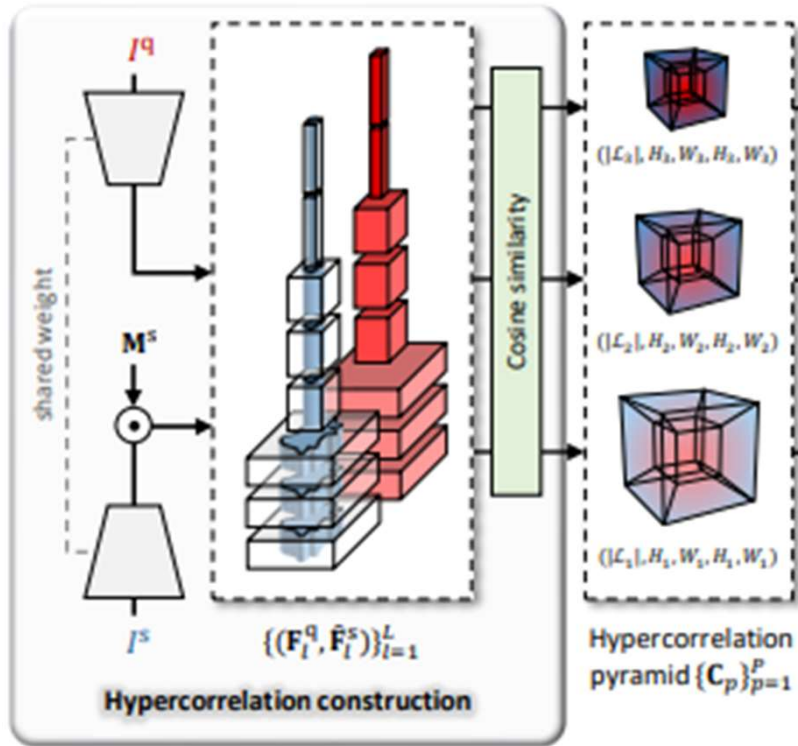 I^q
shared weight
M^s
I^s
{(F_l^q, F̂_l^s)}_{l=1}^L
Hypercorrelation construction
Cosine similarity
(|ℒ_3|, H_3, W_3, H_3, W_3)
(|ℒ_2|, H_2, W_2, H_2, W_2)
(|ℒ_1|, H_1, W_1, H_1, W_1)
Hypercorrelation
pyramid {C_p}_{p=1}^P